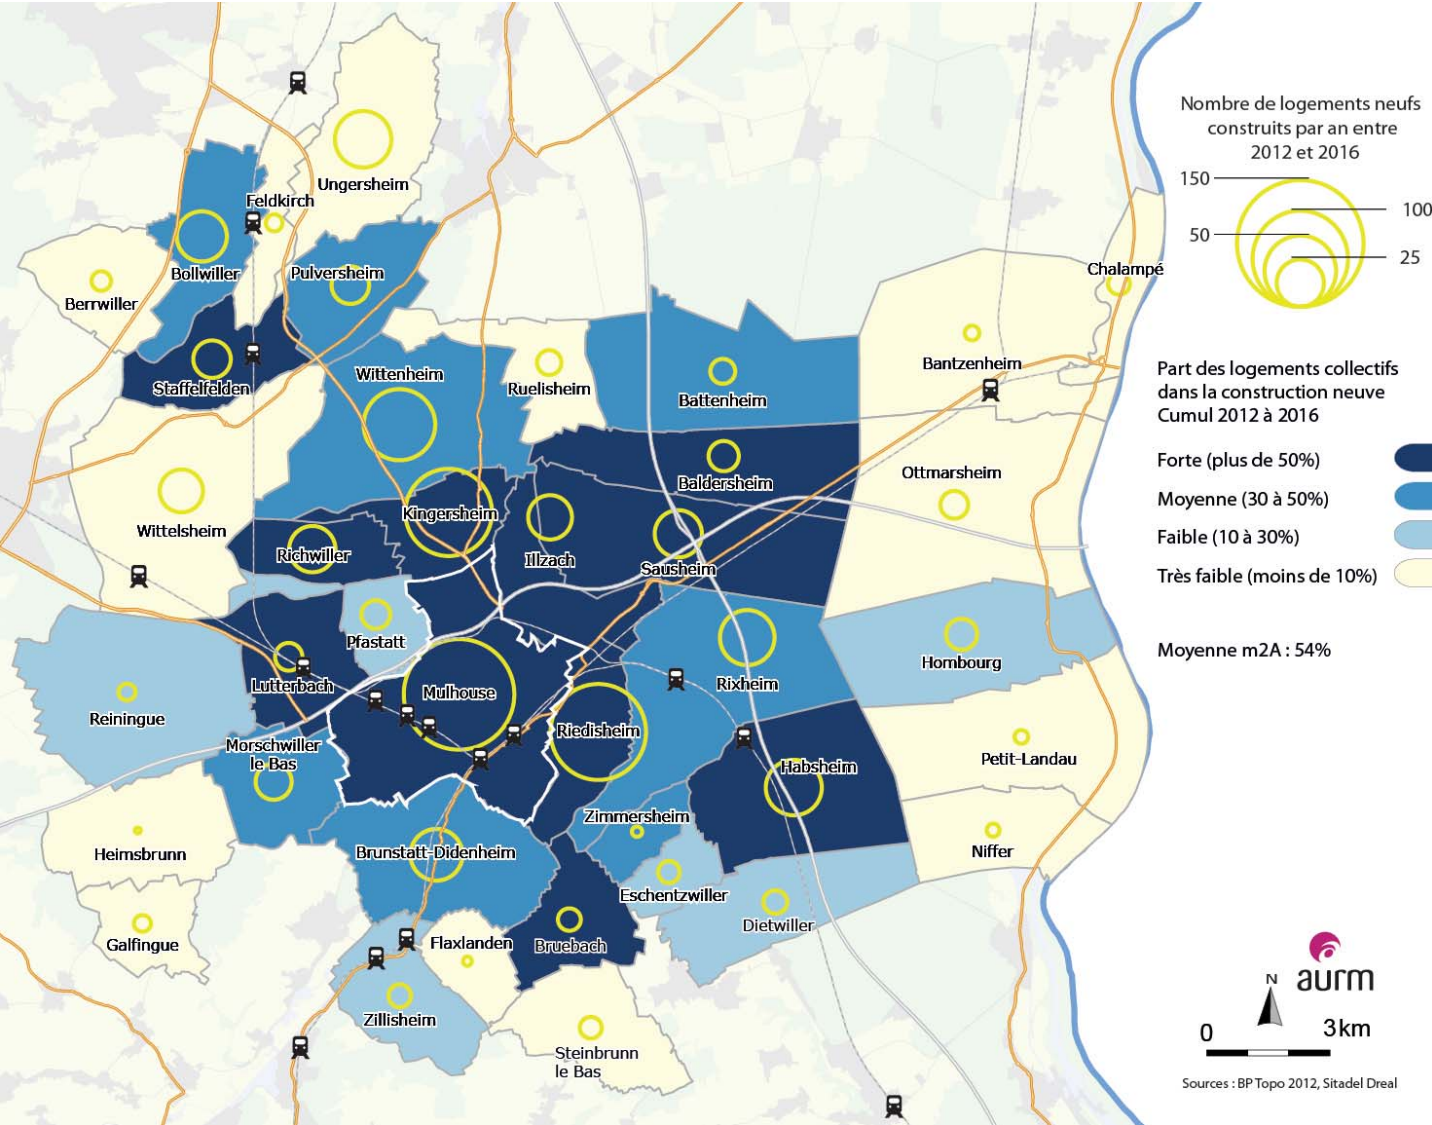 Nombre de logements neufs
construits par an entre
2012 et 2016
150
100
50
25
Part des logements collectifs
dans la construction neuve
Cumul 2012 à 2016
Forte (plus de 50%)
Moyenne (30 à 50%)
Faible (10 à 30%)
Très faible (moins de 10%)
Moyenne m2A : 54%
Ungersheim
Feldkirch
Bollwiller
Pulversheim
Berrwiller
Chalampé
Staffelfelden
Wittenheim
Ruelisheim
Battenheim
Bantzenheim
Wittelsheim
Kingersheim
Baldersheim
Ottmarsheim
Richwiller
Illzach
Sausheim
Pfastatt
Lutterbach
Mulhouse
Rixheim
Hombourg
Reiningue
Riedisheim
Morschwiller
le Bas
Habsheim
Petit-Landau
Zimmersheim
Heimsbrunn
Brunstatt-Didenheim
Niffer
Eschentzwiller
Dietwiller
Galfingue
Flaxlanden
Bruebach
Zillisheim
Steinbrunn
le Bas
aurm
N
0
3km
Sources : BP Topo 2012, Sitadel Dreal